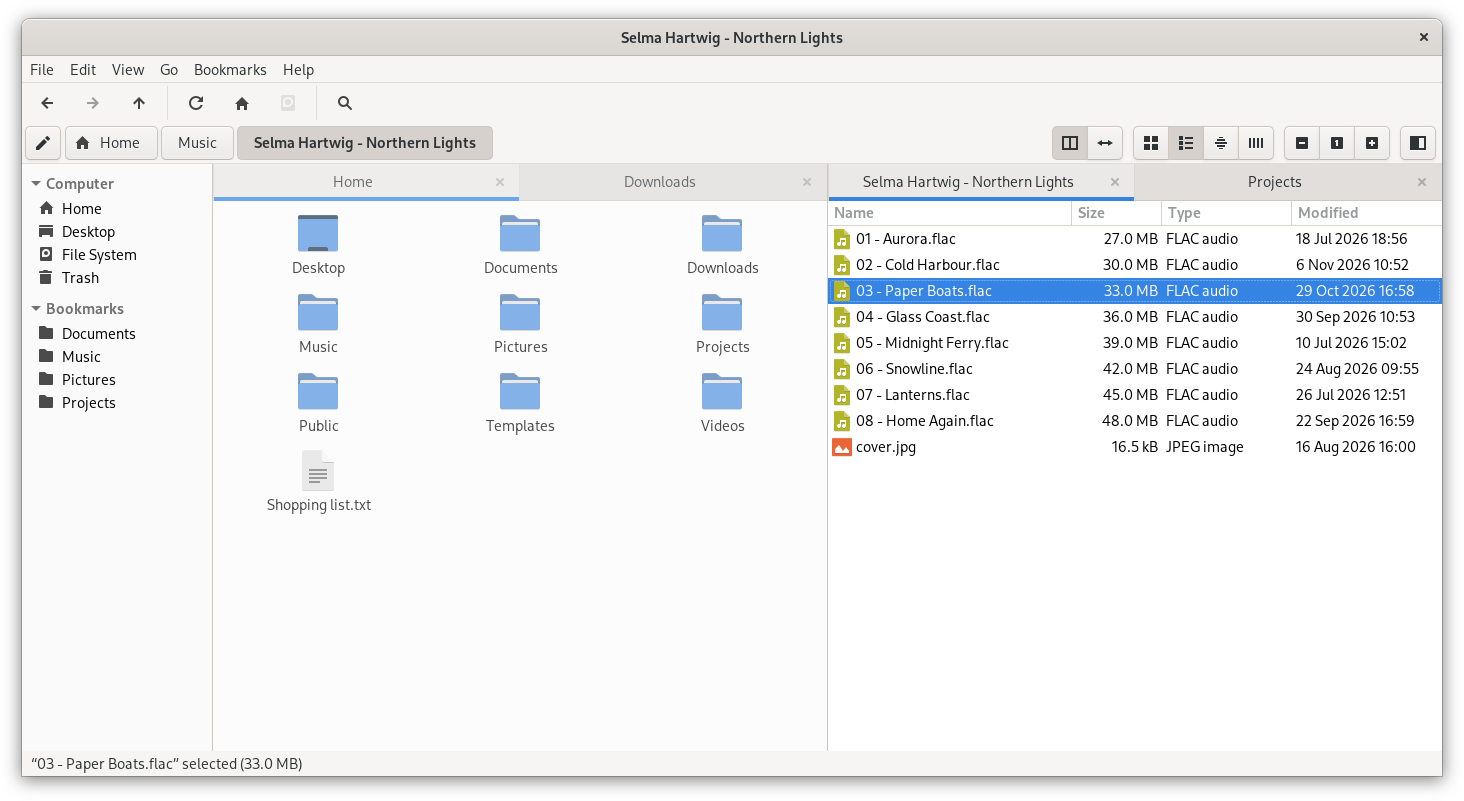 Selma Hartwig - Northern Lights
File Edit View Go Bookmarks Help
Home Music Selma Hartwig - Northern Lights 1
Computer
Home
Desktop
File System
Trash
Bookmarks
Documents
Music
Pictures
Projects
Home Downloads
Desktop Documents Downloads
Music Pictures Projects
Public Templates Videos
Shopping list.txt
Selma Hartwig - Northern Lights Projects
Name Size Type Modified
01 - Aurora.flac 27.0 MB FLAC audio 18 Jul 2026 18:56
02 - Cold Harbour.flac 30.0 MB FLAC audio 6 Nov 2026 10:52
03 - Paper Boats.flac 33.0 MB FLAC audio 29 Oct 2026 16:58
04 - Glass Coast.flac 36.0 MB FLAC audio 30 Sep 2026 10:53
05 - Midnight Ferry.flac 39.0 MB FLAC audio 10 Jul 2026 15:02
06 - Snowline.flac 42.0 MB FLAC audio 24 Aug 2026 09:55
07 - Lanterns.flac 45.0 MB FLAC audio 26 Jul 2026 12:51
08 - Home Again.flac 48.0 MB FLAC audio 22 Sep 2026 16:59
cover.jpg 16.5 kB JPEG image 16 Aug 2026 16:00
“03 - Paper Boats.flac” selected (33.0 MB)